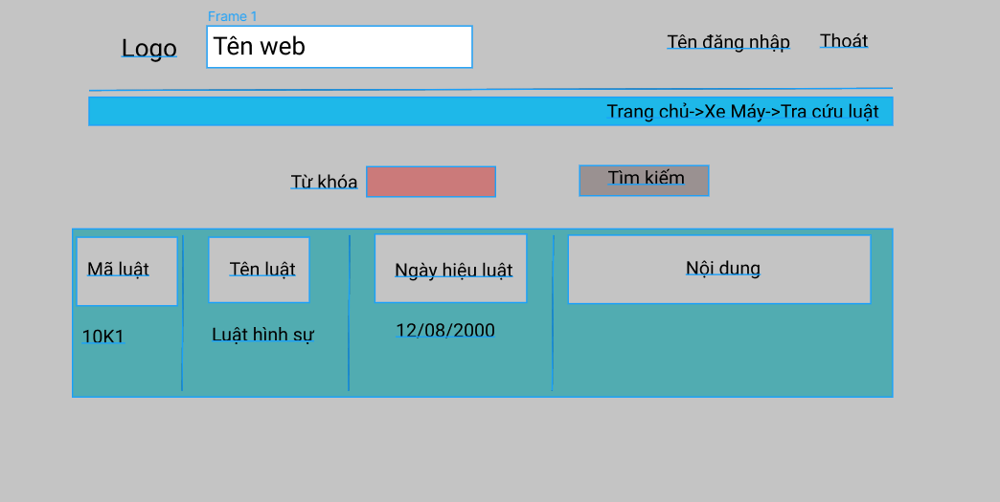 Frame 1
Logo
Tên web
Tên đăng nhập
Thoát
Trang chủ->Xe Máy->Tra cứu luật
Từ khóa
Tìm kiếm
Mã luật
Tên luật
Ngày hiệu luật
Nội dung
10K1
Luật hình sự
12/08/2000